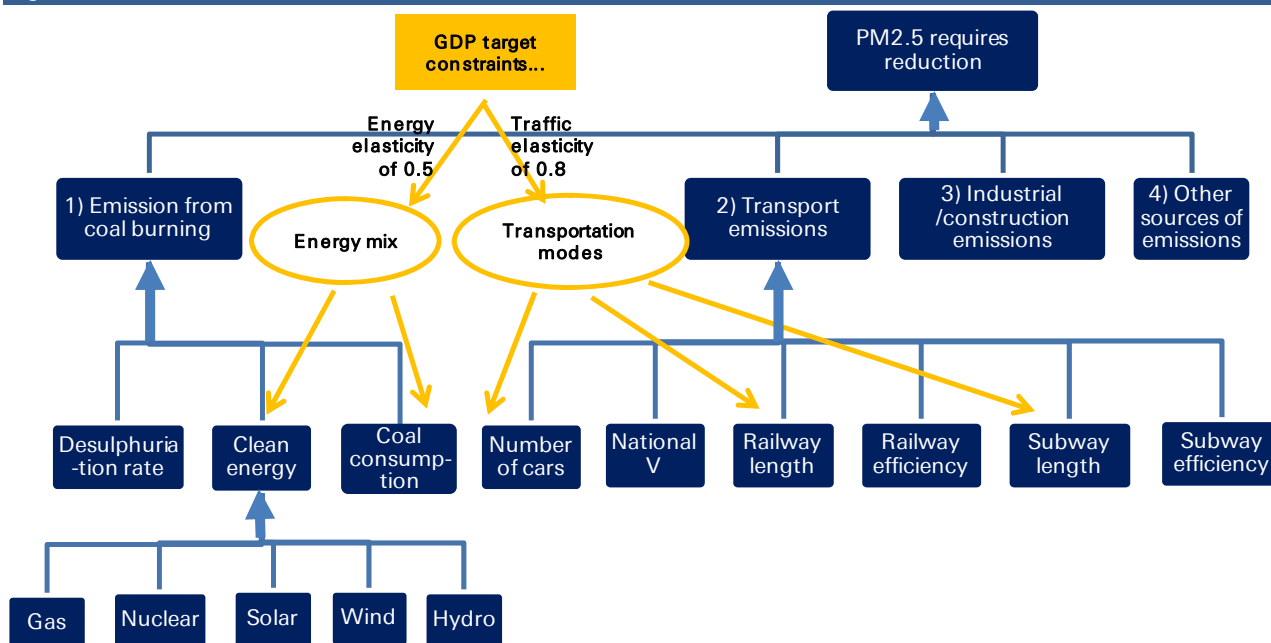 GDP target
constraints...
PM2.5 requires
reduction
Energy
elasticity
of 0.5
Traffic
elasticity
of 0.8
1) Emission from
coal burning
Energy mix
Transportation
modes
2) Transport
emissions
3) Industrial
/construction
emissions
4) Other
sources of
emissions
Desulphuria
-tion rate
Clean
energy
Coal
consump-
tion
Number
of cars
National
V
Railway
length
Railway
efficiency
Subway
length
Subway
efficiency
Gas
Nuclear
Solar
Wind
Hydro